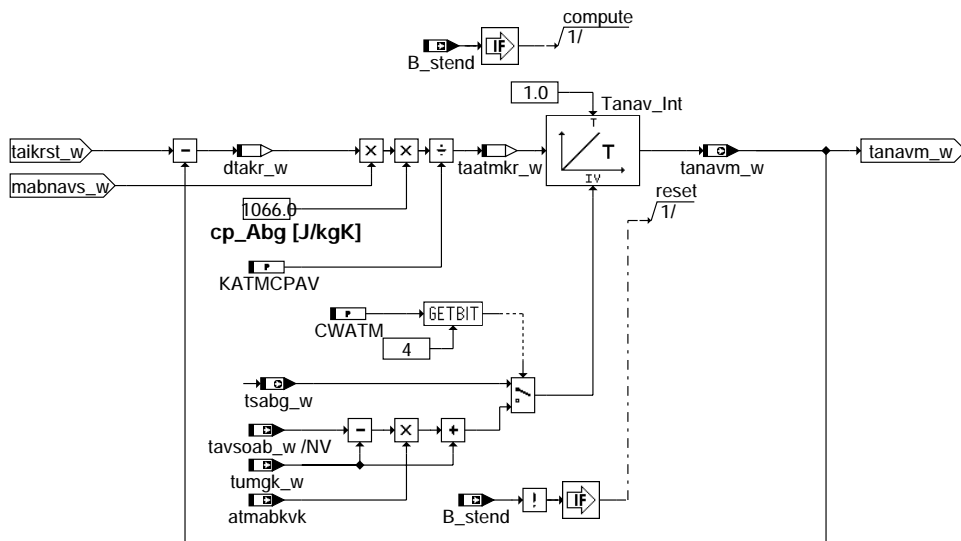 compute
1/
IF
B_stend
1.0
Tanav_Int
T
T
IV
taikrst_w
-
dtakr_w
×
×
÷
taatmkr_w
tanavm_w
tanavm_w
mabnavs_w
reset
1/
1066.0
cp_Abg [J/kgK]
P
KATMCPAV
P
GETBIT
CWATM
4
tsabg_w
tavsoab_w /NV
-
×
+
tumgk_w
atmabkvk
B_stend
!
IF